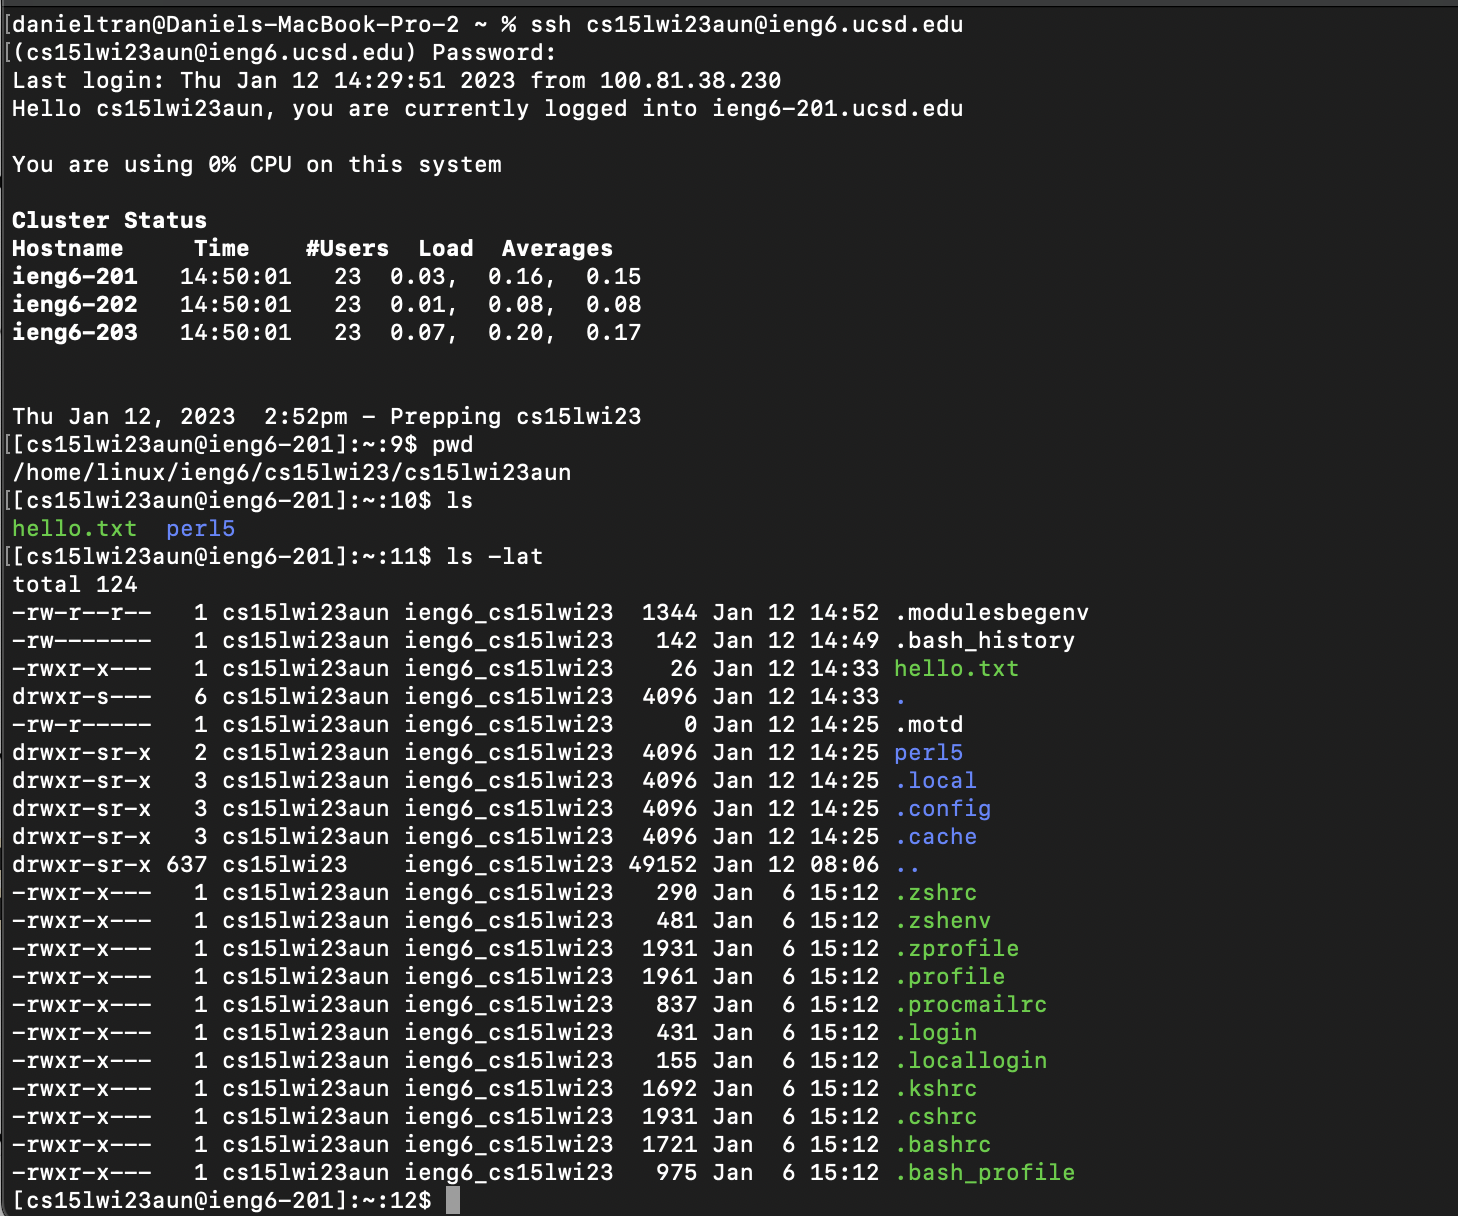 [danieltran@Daniels-MacBook-Pro-2 ~ % ssh cs15lwi23aun@ieng6.ucsd.edu
[(cs15lwi23aun@ieng6.ucsd.edu) Password:
Last login: Thu Jan 12 14:29:51 2023 from 100.81.38.230
Hello cs15lwi23aun, you are currently logged into ieng6-201.ucsd.edu

You are using 0% CPU on this system

Cluster Status
Hostname     Time    #Users  Load  Averages
ieng6-201   14:50:01   23  0.03,  0.16,  0.15
ieng6-202   14:50:01   23  0.01,  0.08,  0.08
ieng6-203   14:50:01   23  0.07,  0.20,  0.17


Thu Jan 12, 2023  2:52pm - Prepping cs15lwi23
[[cs15lwi23aun@ieng6-201]:~:9$ pwd
/home/linux/ieng6/cs15lwi23/cs15lwi23aun
[[cs15lwi23aun@ieng6-201]:~:10$ ls
hello.txt  perl5
[[cs15lwi23aun@ieng6-201]:~:11$ ls -lat
total 124
-rw-r--r--   1 cs15lwi23aun ieng6_cs15lwi23  1344 Jan 12 14:52 .modulesbegenv
-rw-------   1 cs15lwi23aun ieng6_cs15lwi23   142 Jan 12 14:49 .bash_history
-rwxr-x---   1 cs15lwi23aun ieng6_cs15lwi23    26 Jan 12 14:33 hello.txt
drwxr-s---   6 cs15lwi23aun ieng6_cs15lwi23  4096 Jan 12 14:33 .
-rw-r-----   1 cs15lwi23aun ieng6_cs15lwi23     0 Jan 12 14:25 .motd
drwxr-sr-x   2 cs15lwi23aun ieng6_cs15lwi23  4096 Jan 12 14:25 perl5
drwxr-sr-x   3 cs15lwi23aun ieng6_cs15lwi23  4096 Jan 12 14:25 .local
drwxr-sr-x   3 cs15lwi23aun ieng6_cs15lwi23  4096 Jan 12 14:25 .config
drwxr-sr-x   3 cs15lwi23aun ieng6_cs15lwi23  4096 Jan 12 14:25 .cache
drwxr-sr-x 637 cs15lwi23    ieng6_cs15lwi23 49152 Jan 12 08:06 ..
-rwxr-x---   1 cs15lwi23aun ieng6_cs15lwi23   290 Jan  6 15:12 .zshrc
-rwxr-x---   1 cs15lwi23aun ieng6_cs15lwi23   481 Jan  6 15:12 .zshenv
-rwxr-x---   1 cs15lwi23aun ieng6_cs15lwi23  1931 Jan  6 15:12 .zprofile
-rwxr-x---   1 cs15lwi23aun ieng6_cs15lwi23  1961 Jan  6 15:12 .profile
-rwxr-x---   1 cs15lwi23aun ieng6_cs15lwi23   837 Jan  6 15:12 .procmailrc
-rwxr-x---   1 cs15lwi23aun ieng6_cs15lwi23   431 Jan  6 15:12 .login
-rwxr-x---   1 cs15lwi23aun ieng6_cs15lwi23   155 Jan  6 15:12 .locallogin
-rwxr-x---   1 cs15lwi23aun ieng6_cs15lwi23  1692 Jan  6 15:12 .kshrc
-rwxr-x---   1 cs15lwi23aun ieng6_cs15lwi23  1931 Jan  6 15:12 .cshrc
-rwxr-x---   1 cs15lwi23aun ieng6_cs15lwi23  1721 Jan  6 15:12 .bashrc
-rwxr-x---   1 cs15lwi23aun ieng6_cs15lwi23   975 Jan  6 15:12 .bash_profile
[cs15lwi23aun@ieng6-201]:~:12$